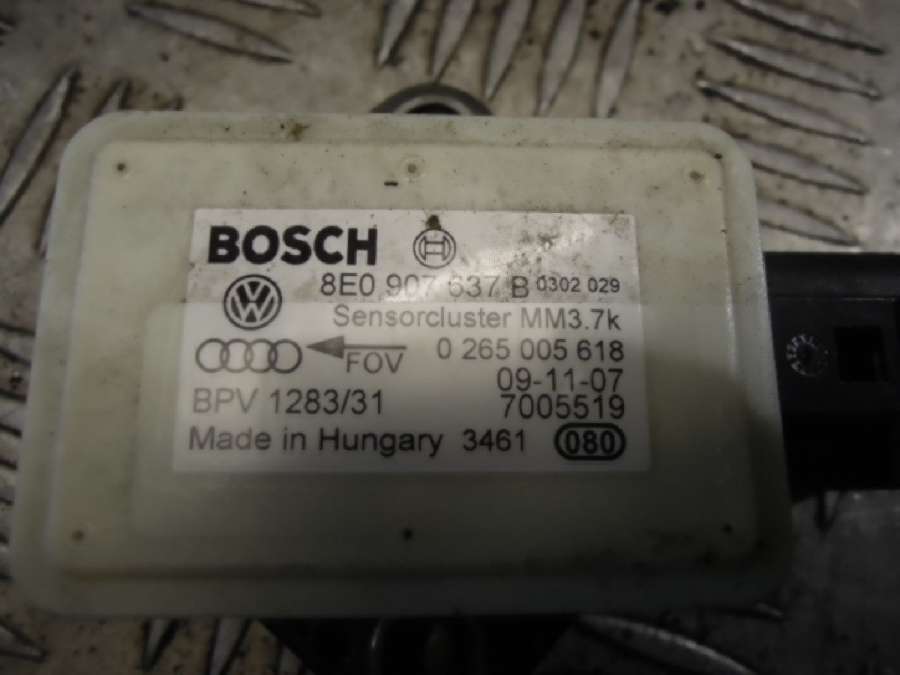 BOSCH
8E0 907 637 B 0302 029
Sensorcluster MM3.7k
FOV 0 265 005 618
09-11-07
BPV 1283/31 7005519
Made in Hungary 3461 080